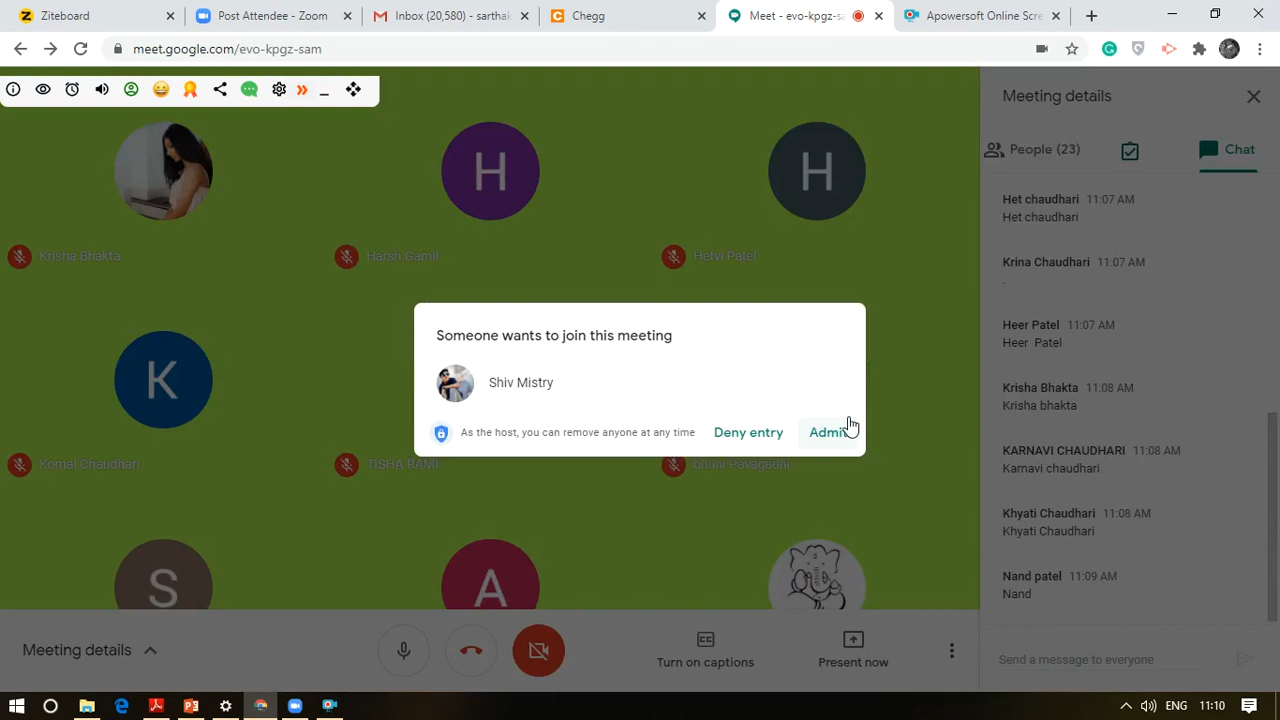 Ziteboard
Post Attendee - Zoom
Inbox (20,580) - sarthak
Chegg
Meet - evo-kpgz-sa
Apowersoft Online Scre
meet.google.com/evo-kpgz-sam
Meeting details
People (23)
Chat
H
H
Krisha Bhakta
Harsh Gamit
Hetvi Patel
Het chaudhari 11:07 AM
Het chaudhari
Krina Chaudhari 11:07 AM
.
Heer Patel 11:07 AM
Heer Patel
Krisha Bhakta 11:08 AM
Krisha bhakta
KARNAVI CHAUDHARI 11:08 AM
Karnavi chaudhari
Khyati Chaudhari 11:08 AM
Khyati Chaudhari
Nand patel 11:09 AM
Nand
Someone wants to join this meeting
Shiv Mistry
As the host, you can remove anyone at any time
Deny entry
Admit
K
Komal Chaudhari
TISHA RAMI
S
A
Meeting details
Turn on captions
Present now
Send a message to everyone
ENG
11:10